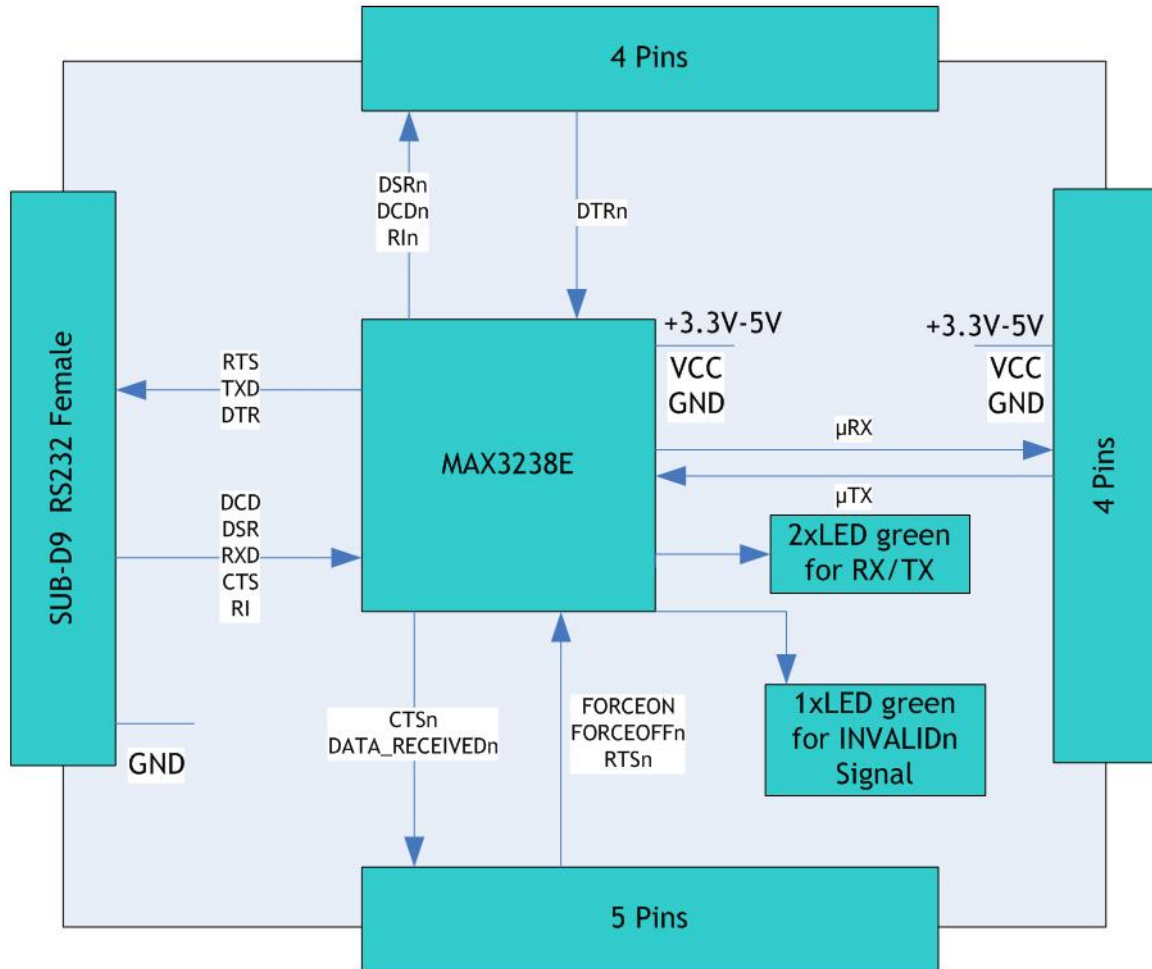 4 Pins
DSRn
DCDn
RIn
DTRn
+3.3V-5V
VCC
GND
+3.3V-5V
VCC
GND
SUB-D9 RS232 Female
RTS
TXD
DTR
MAX3238E
µRX
µTX
4 Pins
DCD
DSR
RXD
CTS
RI
2xLED green
for RX/TX
GND
CTSn
DATA_RECEIVEDn
FORCEON
FORCEOFFn
RTSn
1xLED green
for INVALIDn
Signal
5 Pins